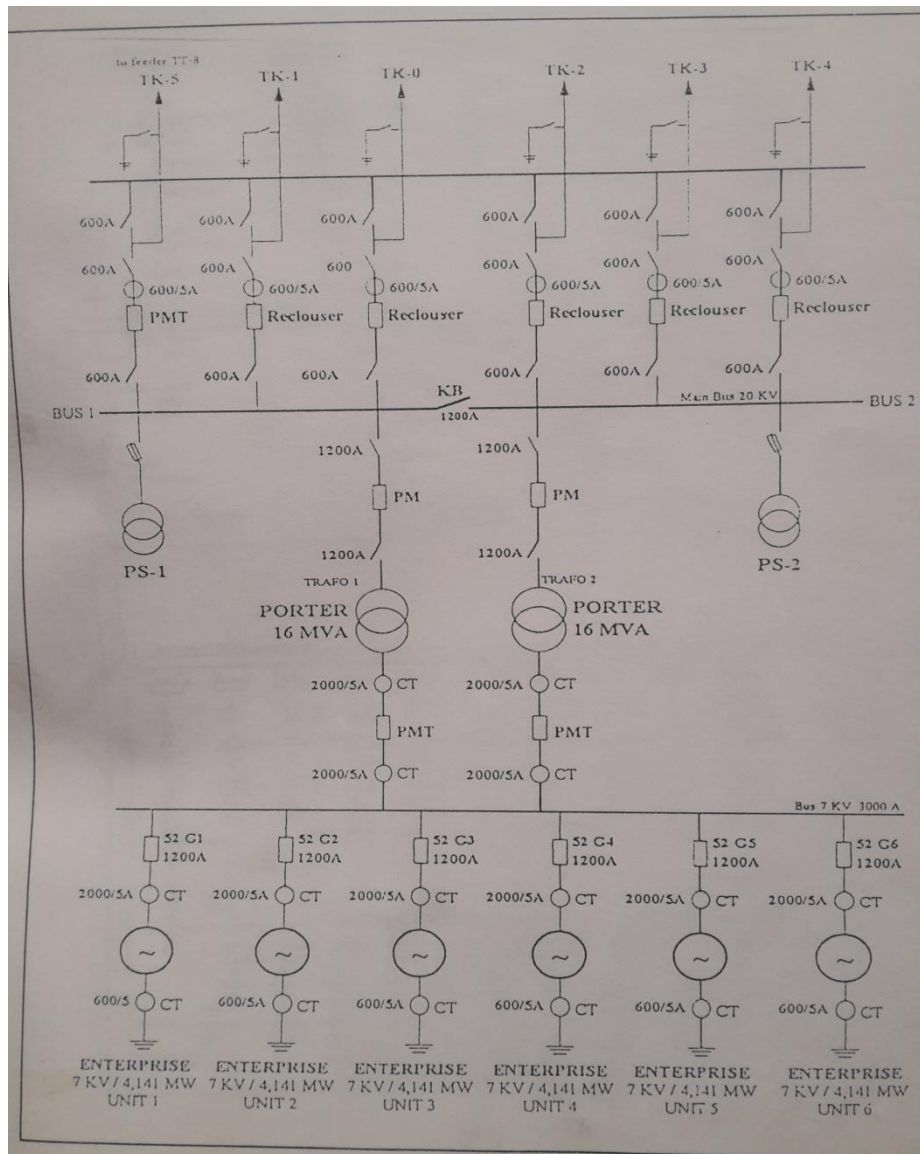 to feeder TT-8
TK-5 TK-1 TK-0 TK-2 TK-3 TK-4
600A 600A 600A 600A 600A 600A
600A 600A 600 600A 600A 600A
600/5A 600/5A 600/5A 600/5A 600/5A 600/5A
PMT Reclouser Reclouser Reclouser Reclouser Reclouser
600A 600A 600A 600A 600A 600A
KB
Main Bus 20 KV
BUS 1 BUS 2
1200A
1200A 1200A
PM PM
1200A 1200A
PS-1 PS-2
TRAFO 1 TRAFO 2
PORTER PORTER
16 MVA 16 MVA
2000/5A CT 2000/5A CT
PMT PMT
2000/5A CT 2000/5A CT
Bus 7 KV 3000 A
52 G1 52 G2 52 G3 52 G4 52 G5 52 G6
1200A 1200A 1200A 1200A 1200A 1200A
2000/5A CT 2000/5A CT 2000/5A CT 2000/5A CT 2000/5A CT 2000/5A CT
~ ~ ~ ~ ~ ~
600/5 CT 600/5A CT 600/5A CT 600/5A CT 600/5A CT 600/5A CT
ENTERPRISE ENTERPRISE ENTERPRISE ENTERPRISE ENTERPRISE ENTERPRISE
7 KV / 4,141 MW 7 KV / 4,141 MW 7 KV / 4,141 MW 7 KV / 4,141 MW 7 KV / 4,141 MW 7 KV / 4,141 MW
UNIT 1 UNIT 2 UNIT 3 UNIT 4 UNIT 5 UNIT 6